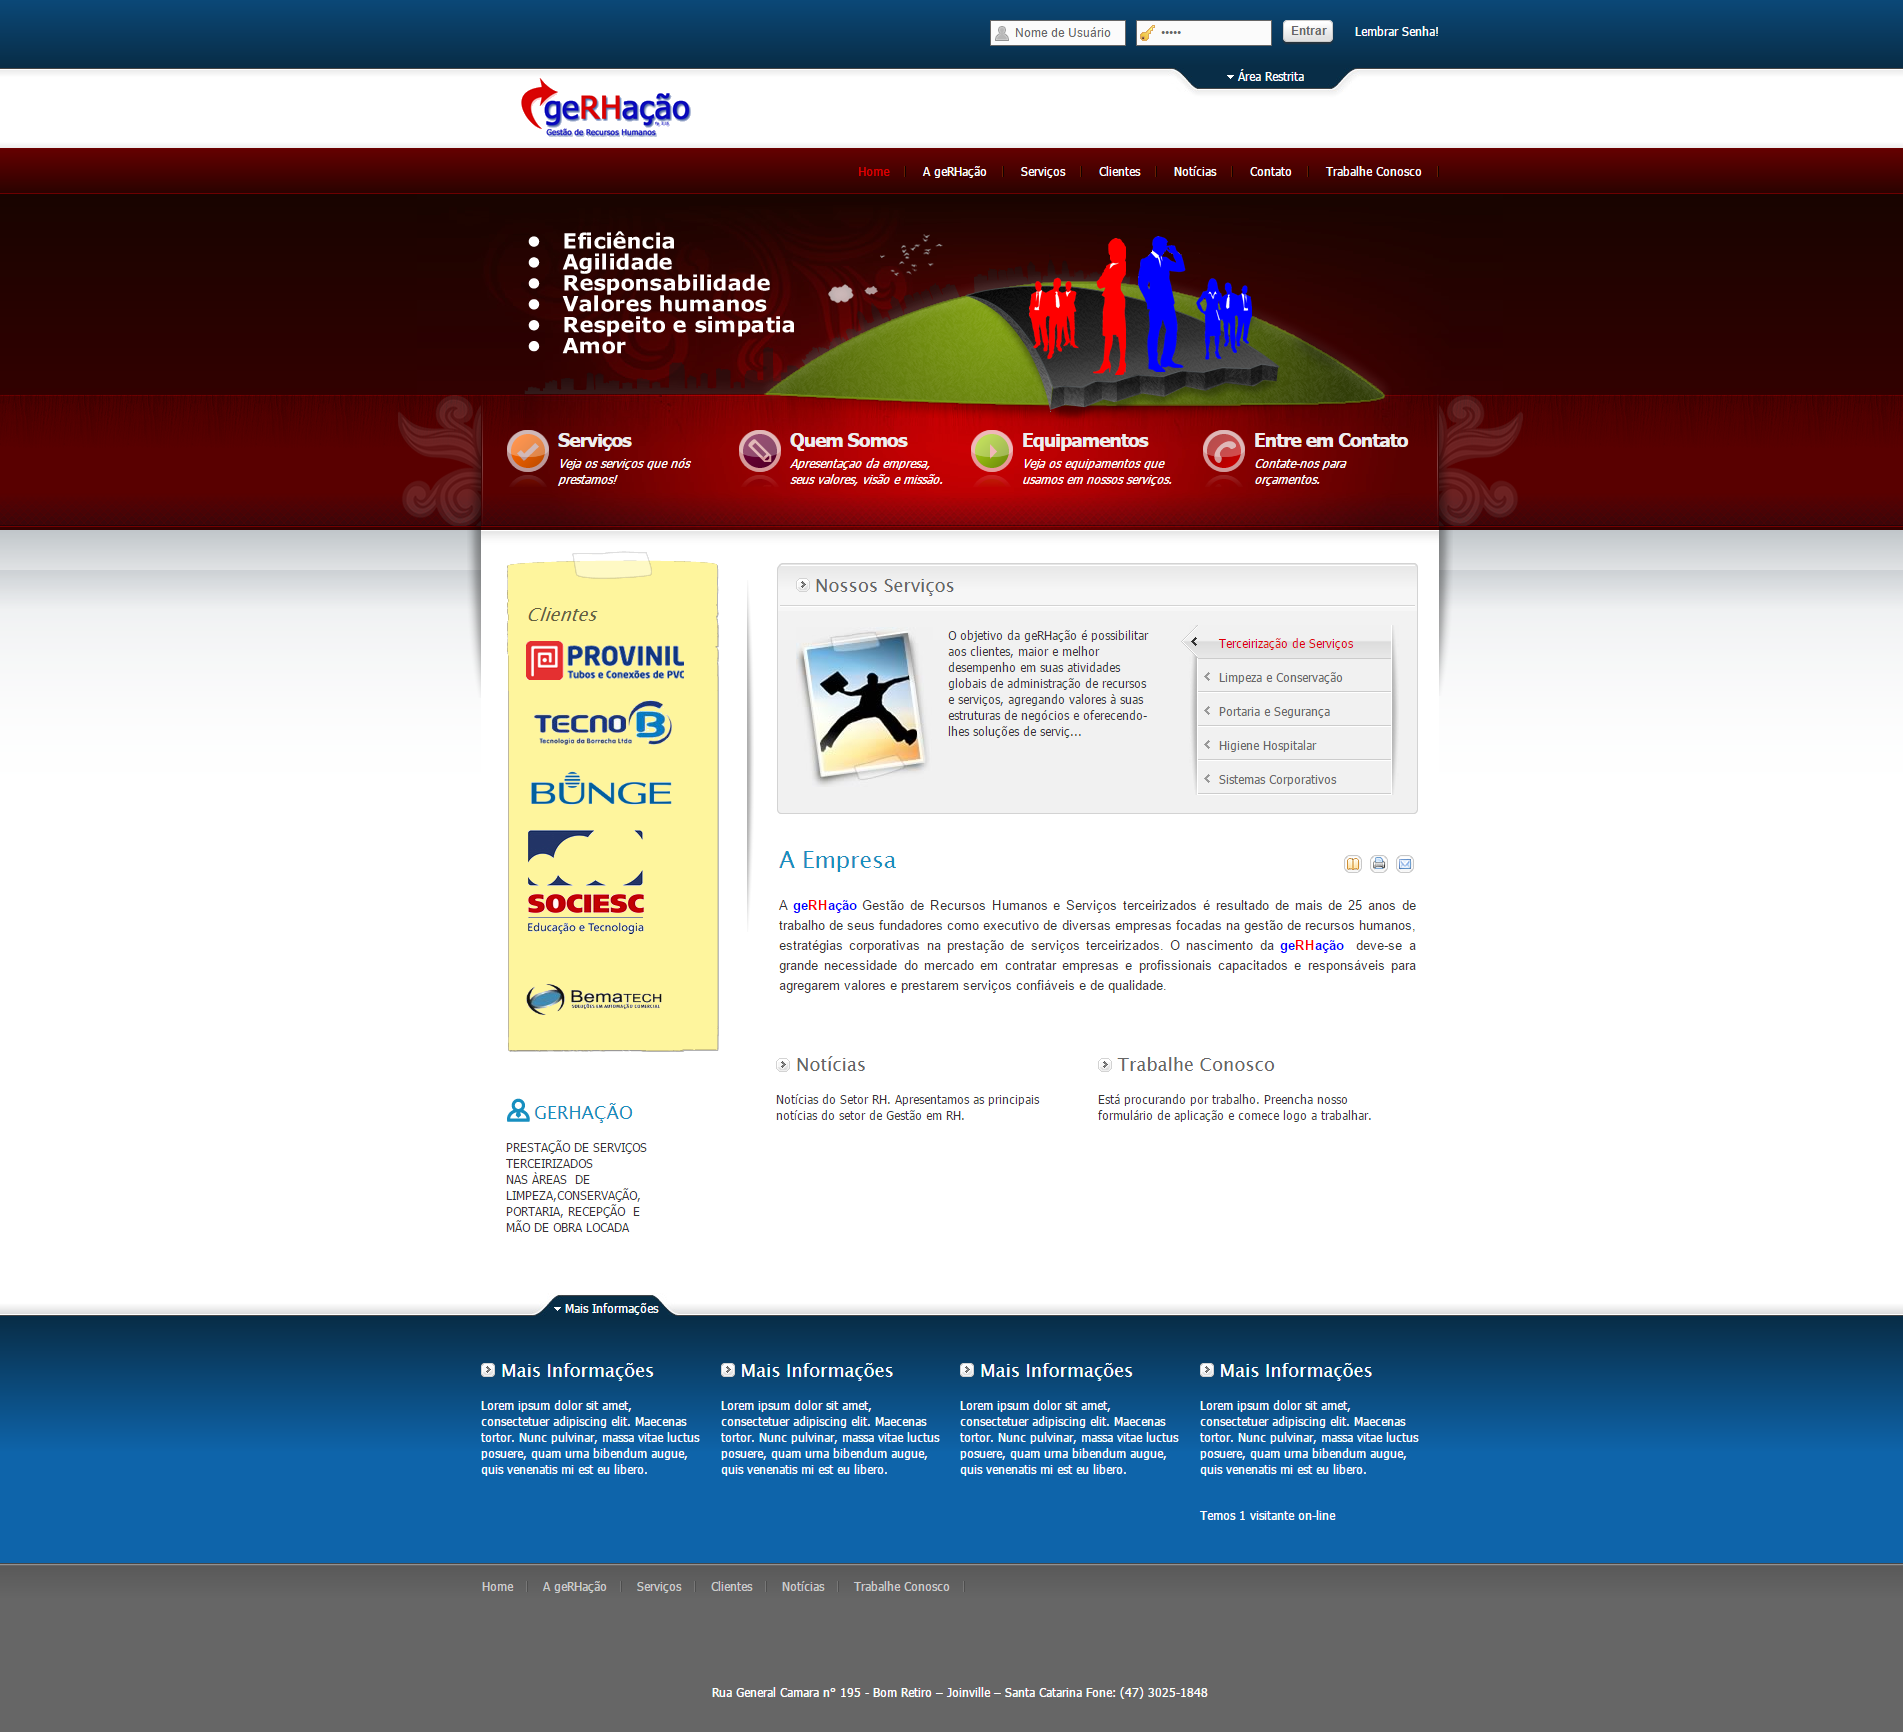 Nome de Usuário
•••••
Entrar
Lembrar Senha!
Área Restrita
geRHação
Gestão de Recursos Humanos
Home
A geRHação
Serviços
Clientes
Notícias
Contato
Trabalhe Conosco
• Eficiência
• Agilidade
• Responsabilidade
• Valores humanos
• Respeito e simpatia
• Amor
Serviços
Veja os serviços que nós
prestamos!
Quem Somos
Apresentaçao da empresa,
seus valores, visão e missão.
Equipamentos
Veja os equipamentos que
usamos em nossos serviços.
Entre em Contato
Contate-nos para
orçamentos.
Clientes
PROVINIL
Tubos e Conexões de PVC
TECNO B
Tecnologia da Borracha Ltda
BUNGE
SOCIESC
Educação e Tecnologia
BEMATECH
SOLUÇÕES EM AUTOMAÇÃO COMERCIAL
GERHAÇÃO
PRESTAÇÃO DE SERVIÇOS
TERCEIRIZADOS
NAS ÀREAS  DE
LIMPEZA,CONSERVAÇÃO,
PORTARIA, RECEPÇÃO  E
MÃO DE OBRA LOCADA
Nossos Serviços
O objetivo da geRHação é possibilitar
aos clientes, maior e melhor
desempenho em suas atividades
globais de administração de recursos
e serviços, agregando valores à suas
estruturas de negócios e oferecendo-
lhes soluções de serviç...
Terceirização de Serviços
Limpeza e Conservação
Portaria e Segurança
Higiene Hospitalar
Sistemas Corporativos
A Empresa
A geRHação Gestão de Recursos Humanos e Serviços terceirizados é resultado de mais de 25 anos de
trabalho de seus fundadores como executivo de diversas empresas focadas na gestão de recursos humanos,
estratégias corporativas na prestação de serviços terceirizados. O nascimento da geRHação  deve-se a
grande necessidade do mercado em contratar empresas e profissionais capacitados e responsáveis para
agregarem valores e prestarem serviços confiáveis e de qualidade.
Notícias
Notícias do Setor RH. Apresentamos as principais
notícias do setor de Gestão em RH.
Trabalhe Conosco
Está procurando por trabalho. Preencha nosso
formulário de aplicação e comece logo a trabalhar.
Mais Informações
Mais Informações
Lorem ipsum dolor sit amet,
consectetuer adipiscing elit. Maecenas
tortor. Nunc pulvinar, massa vitae luctus
posuere, quam urna bibendum augue,
quis venenatis mi est eu libero.
Mais Informações
Lorem ipsum dolor sit amet,
consectetuer adipiscing elit. Maecenas
tortor. Nunc pulvinar, massa vitae luctus
posuere, quam urna bibendum augue,
quis venenatis mi est eu libero.
Mais Informações
Lorem ipsum dolor sit amet,
consectetuer adipiscing elit. Maecenas
tortor. Nunc pulvinar, massa vitae luctus
posuere, quam urna bibendum augue,
quis venenatis mi est eu libero.
Mais Informações
Lorem ipsum dolor sit amet,
consectetuer adipiscing elit. Maecenas
tortor. Nunc pulvinar, massa vitae luctus
posuere, quam urna bibendum augue,
quis venenatis mi est eu libero.
Temos 1 visitante on-line
Home
A geRHação
Serviços
Clientes
Notícias
Trabalhe Conosco
Rua General Camara n° 195 - Bom Retiro – Joinville – Santa Catarina Fone: (47) 3025-1848